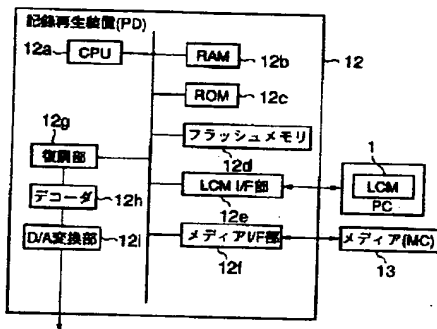 記録再生装置(PD)
12a
CPU
RAM
12b
12
ROM
12c
12g
復調部
フラッシュメモリ
12d
デコーダ
12h
LCM I/F部
12e
1
LCM
PC
D/A変換部
12i
メディアI/F部
12f
メディア(MC)
13